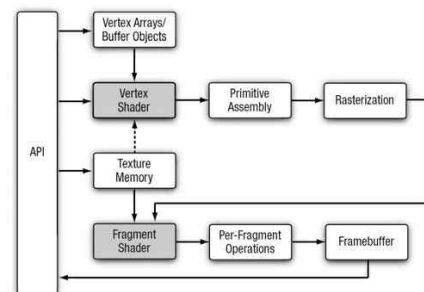 Vertex Arrays/
Buffer Objects
Vertex
Shader
Primitive
Assembly
Rasterization
API
Texture
Memory
Fragment
Shader
Per-Fragment
Operations
Framebuffer